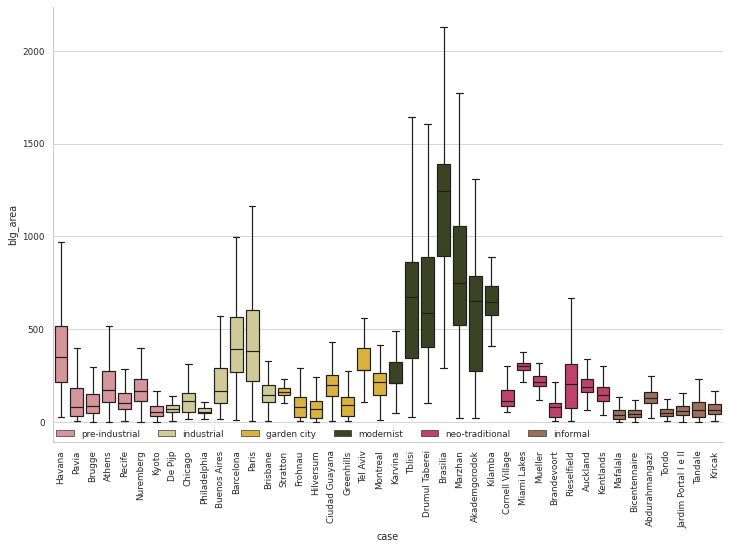 2000
1500
1000
500
0
blg_area
pre-industrial industrial garden city modernist neo-traditional informal
Havana
Pavia
Brugge
Athens
Recife
Nuremberg
Kyoto
De Pijp
Chicago
Philadelphia
Buenos Aires
Barcelona
Paris
Brisbane
Stratton
Frohnau
Hilversum
Ciudad Guayana
Greenhills
Tel Aviv
Montreal
Karvina
Tbilisi
Drumul Taberei
Brasilia
Marzhan
Akademgorodok
Kilamba
Cornell Village
Miami Lakes
Mueller
Brandevoort
Rieselfield
Auckland
Kentlands
Mafalala
Bicentennaire
Abdurahmangazi
Tondo
Jardim Portal I e II
Tandale
Kricak
case